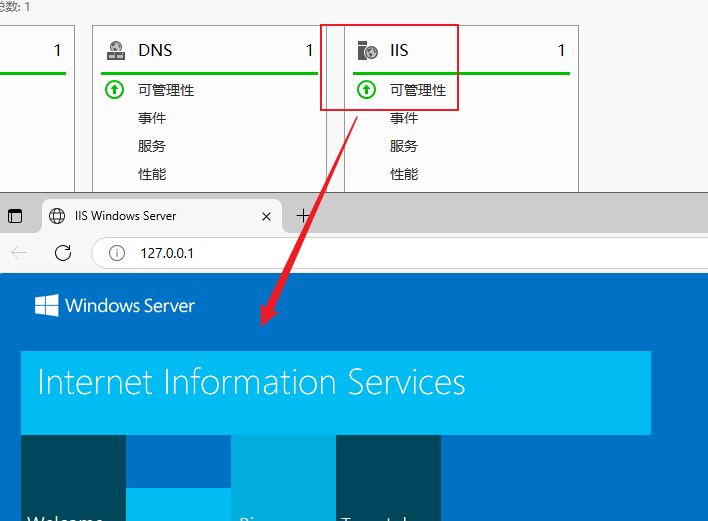 总数: 1
1
DNS 1
IIS 1
可管理性
可管理性
事件
事件
服务
服务
性能
性能
IIS Windows Server
127.0.0.1
Windows Server
Internet Information Services
Welcome